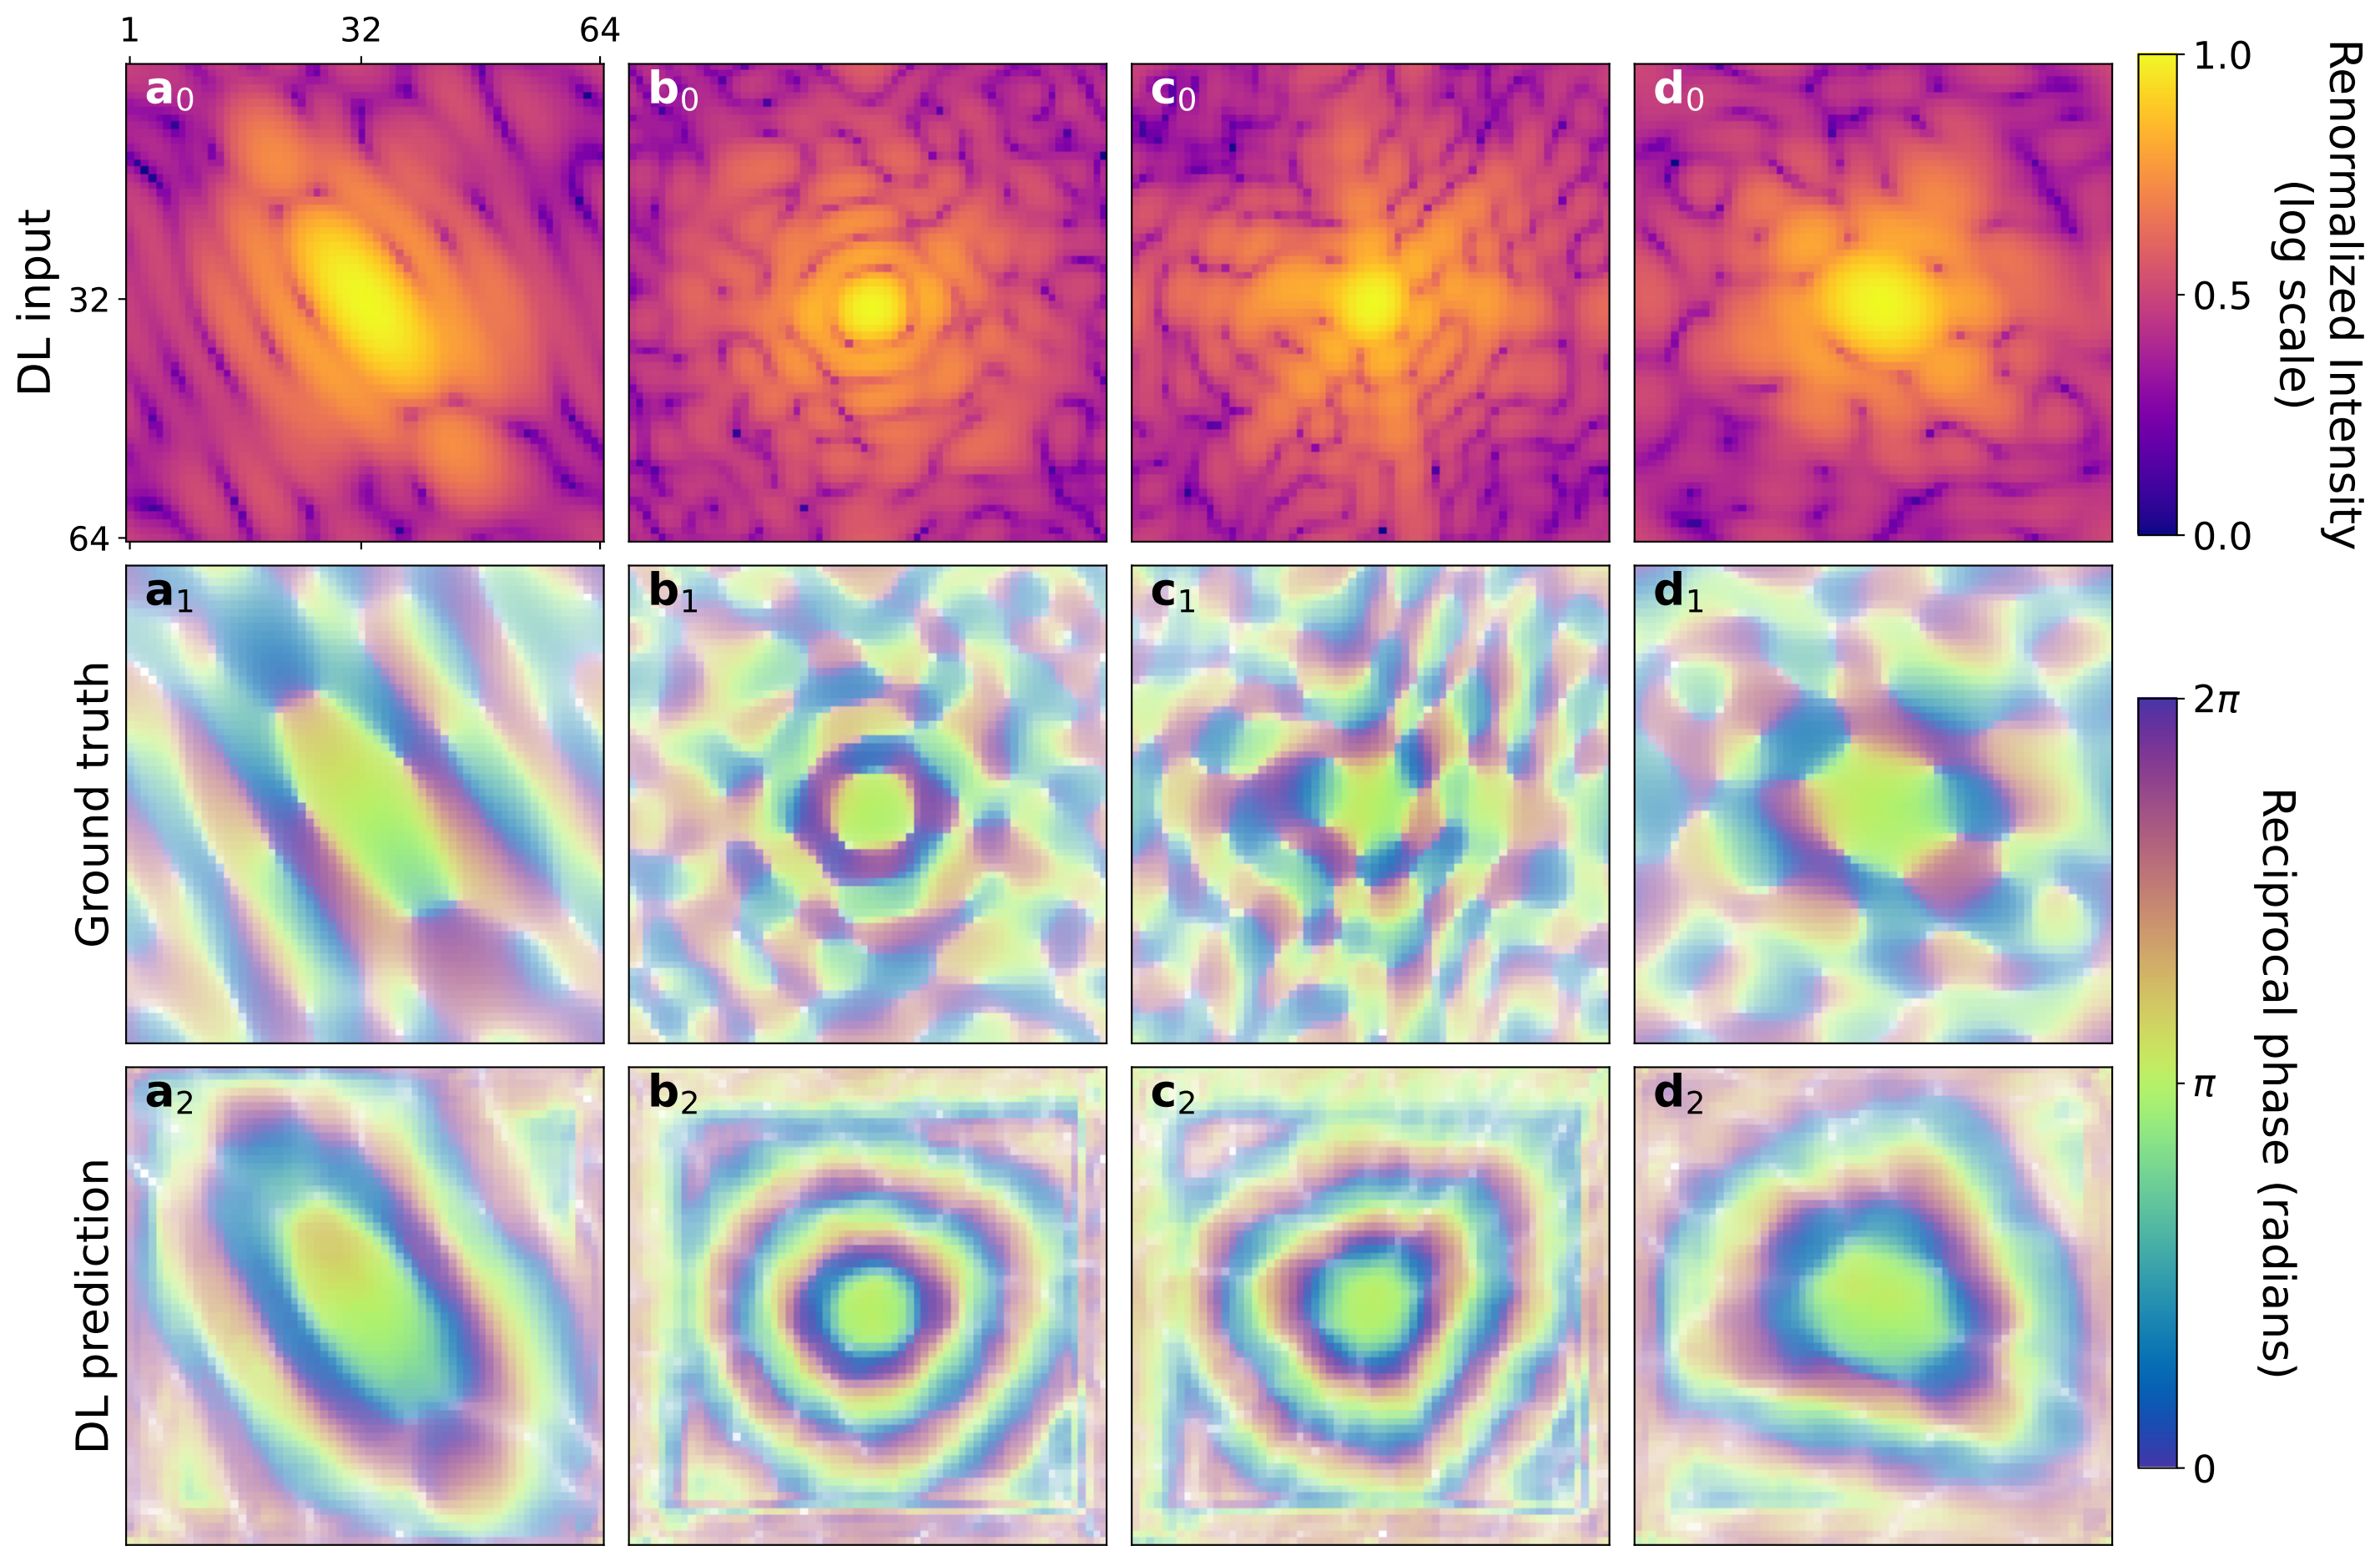 1 32 64
DL input
32
64
a0
b0
c0
d0
1.0
0.5
0.0
Renormalized Intensity
(log scale)
Ground truth
a1
b1
c1
d1
DL prediction
a2
b2
c2
d2
2π
π
0
Reciprocal phase (radians)